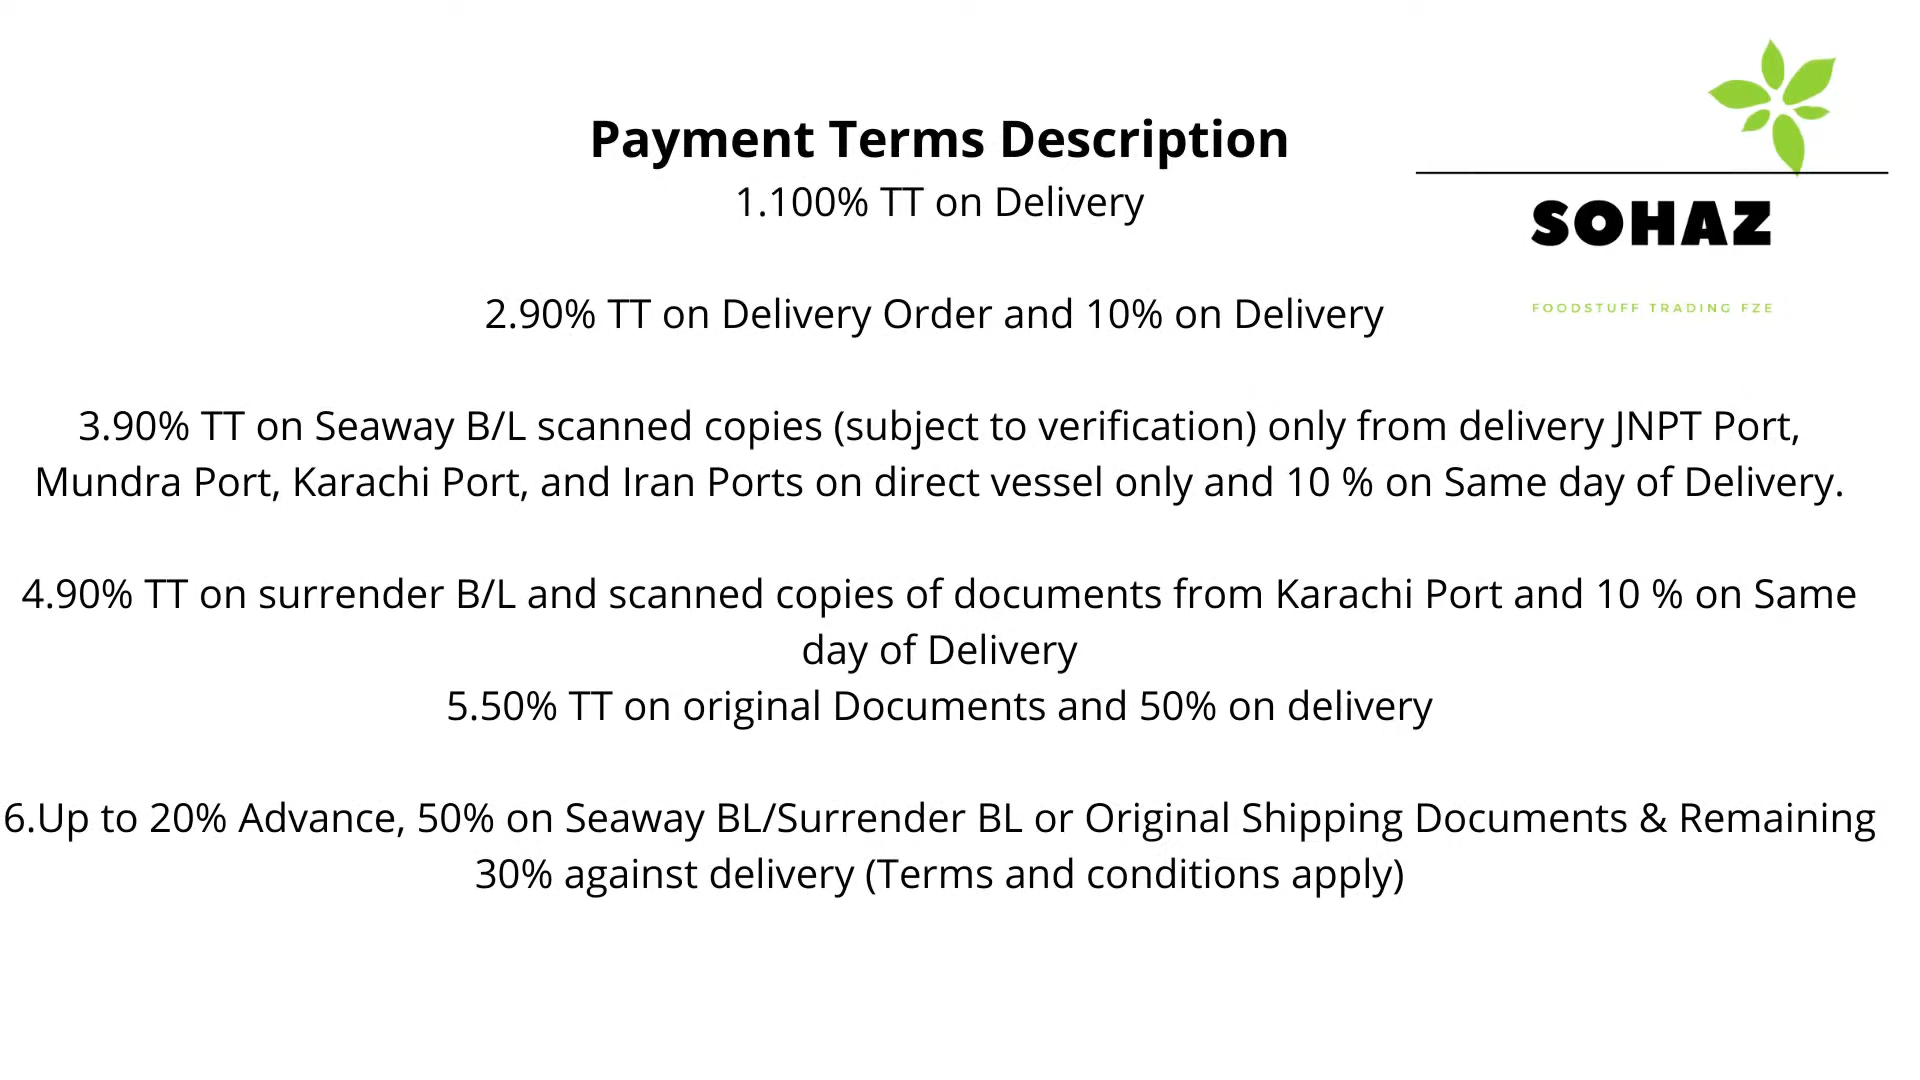 Payment Terms Description
1.100% TT on Delivery
SOHAZ
2.90% TT on Delivery Order and 10% on Delivery
FOODSTUFF TRADING FZE
3.90% TT on Seaway B/L scanned copies (subject to verification) only from delivery JNPT Port,
Mundra Port, Karachi Port, and Iran Ports on direct vessel only and 10 % on Same day of Delivery.
4.90% TT on surrender B/L and scanned copies of documents from Karachi Port and 10 % on Same
day of Delivery
5.50% TT on original Documents and 50% on delivery
6.Up to 20% Advance, 50% on Seaway BL/Surrender BL or Original Shipping Documents & Remaining
30% against delivery (Terms and conditions apply)